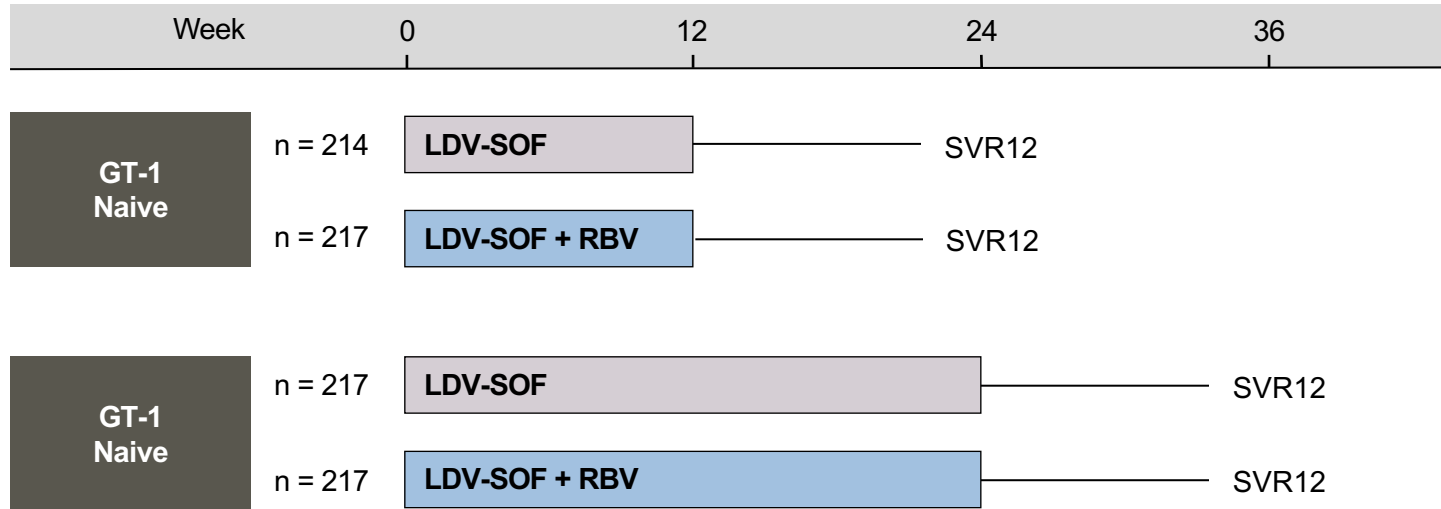 Week 0 12 24 36
GT-1
Naive
n = 214 LDV-SOF SVR12
n = 217 LDV-SOF + RBV SVR12
GT-1
Naive
n = 217 LDV-SOF SVR12
n = 217 LDV-SOF + RBV SVR12